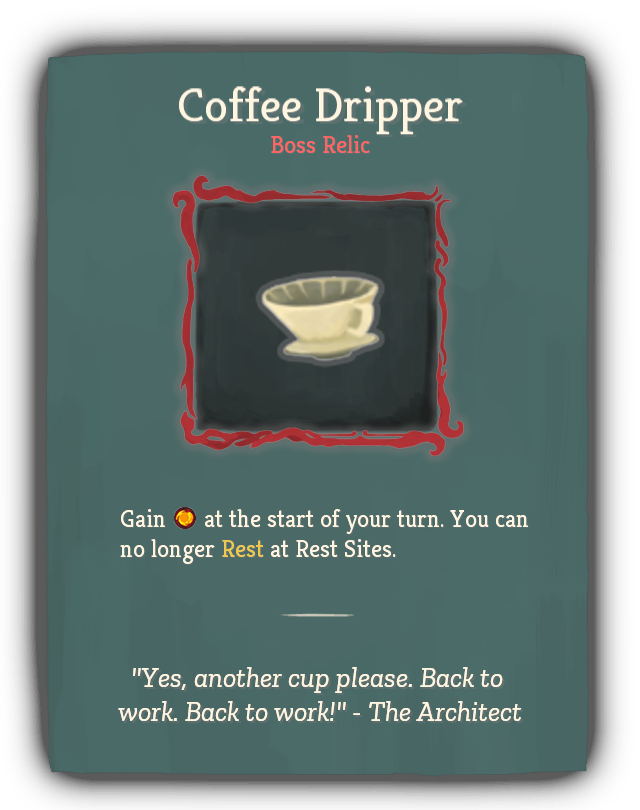 Coffee Dripper
Boss Relic
Gain at the start of your turn. You can
no longer Rest at Rest Sites.
"Yes, another cup please. Back to
work. Back to work!" - The Architect